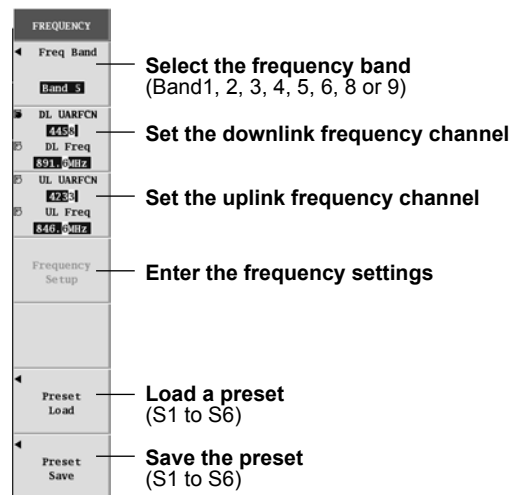 FREQUENCY
Freq Band
Band 5
Select the frequency band
(Band1, 2, 3, 4, 5, 6, 8 or 9)
DL UARFCN
4458
DL Freq
891.6MHz
Set the downlink frequency channel
UL UARFCN
4233
UL Freq
846.6MHz
Set the uplink frequency channel
Frequency
Setup
Enter the frequency settings
Preset
Load
Load a preset
(S1 to S6)
Preset
Save
Save the preset
(S1 to S6)